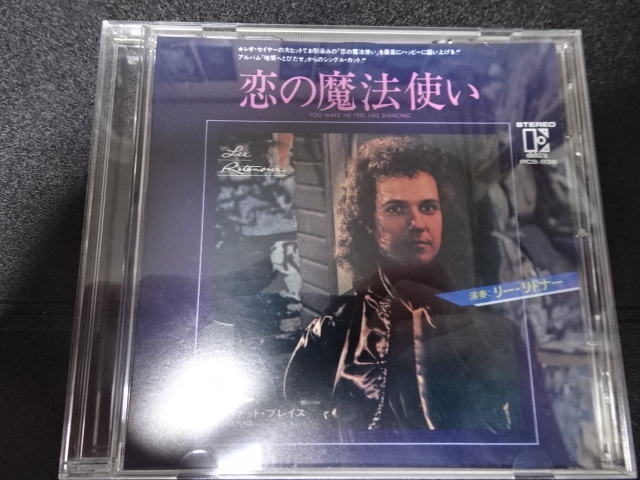 ★レオ・セイヤーの大ヒットでお馴染みの「恋の魔法使い」を最高にハッピーに謳い上げる!!
アルバム「暗闇へとびだせ」からのシングル・カット!!
恋の魔法使い
YOU MAKE ME FEEL LIKE DANCING
STEREO
Lee
Ritenour
演奏：リー・リトナー
ット・プレイス